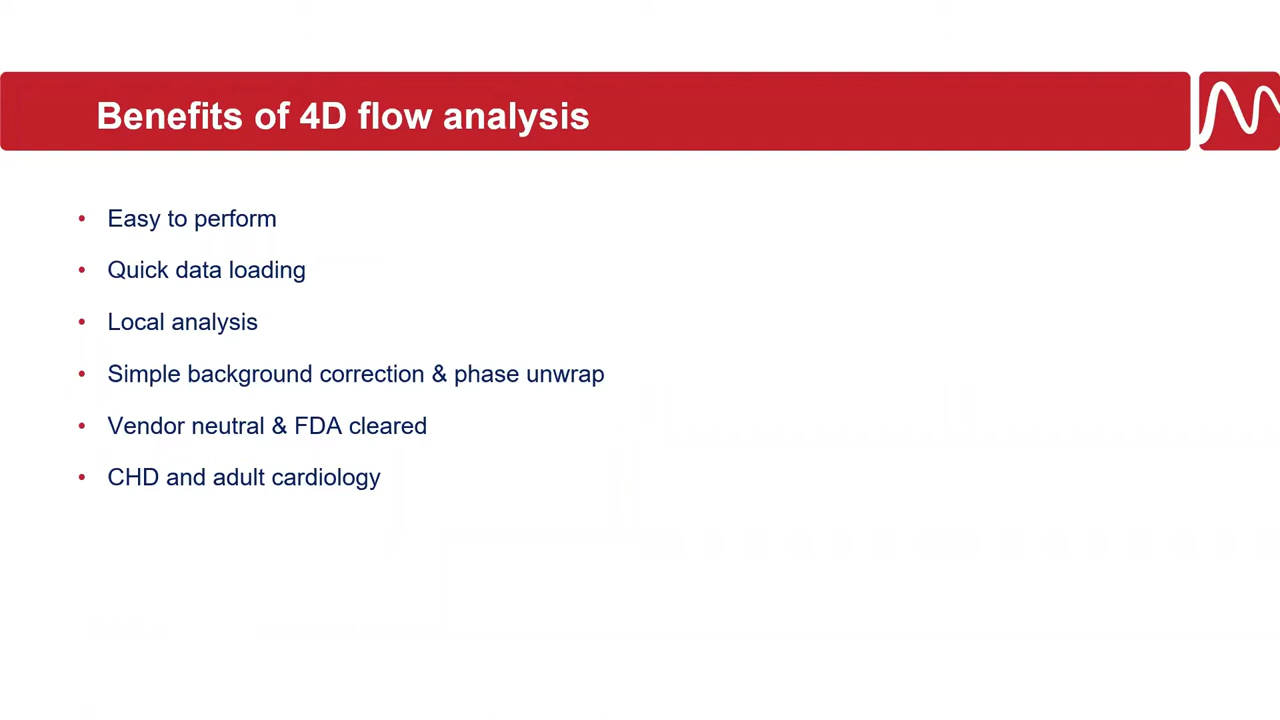 Benefits of 4D flow analysis
• Easy to perform
• Quick data loading
• Local analysis
• Simple background correction & phase unwrap
• Vendor neutral & FDA cleared
• CHD and adult cardiology